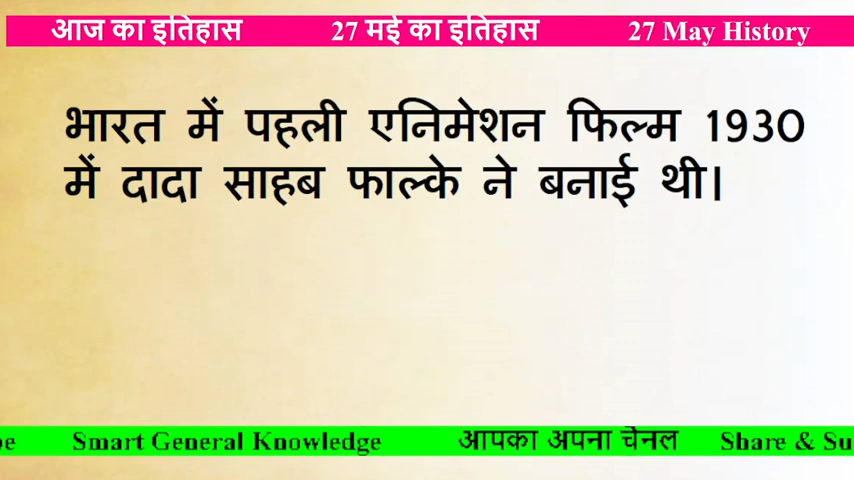 आज का इतिहास 27 मई का इतिहास 27 May History
भारत में पहली एनिमेशन फिल्म 1930
में दादा साहब फाल्के ने बनाई थी।
Smart General Knowledge आपका अपना चैनल Share &